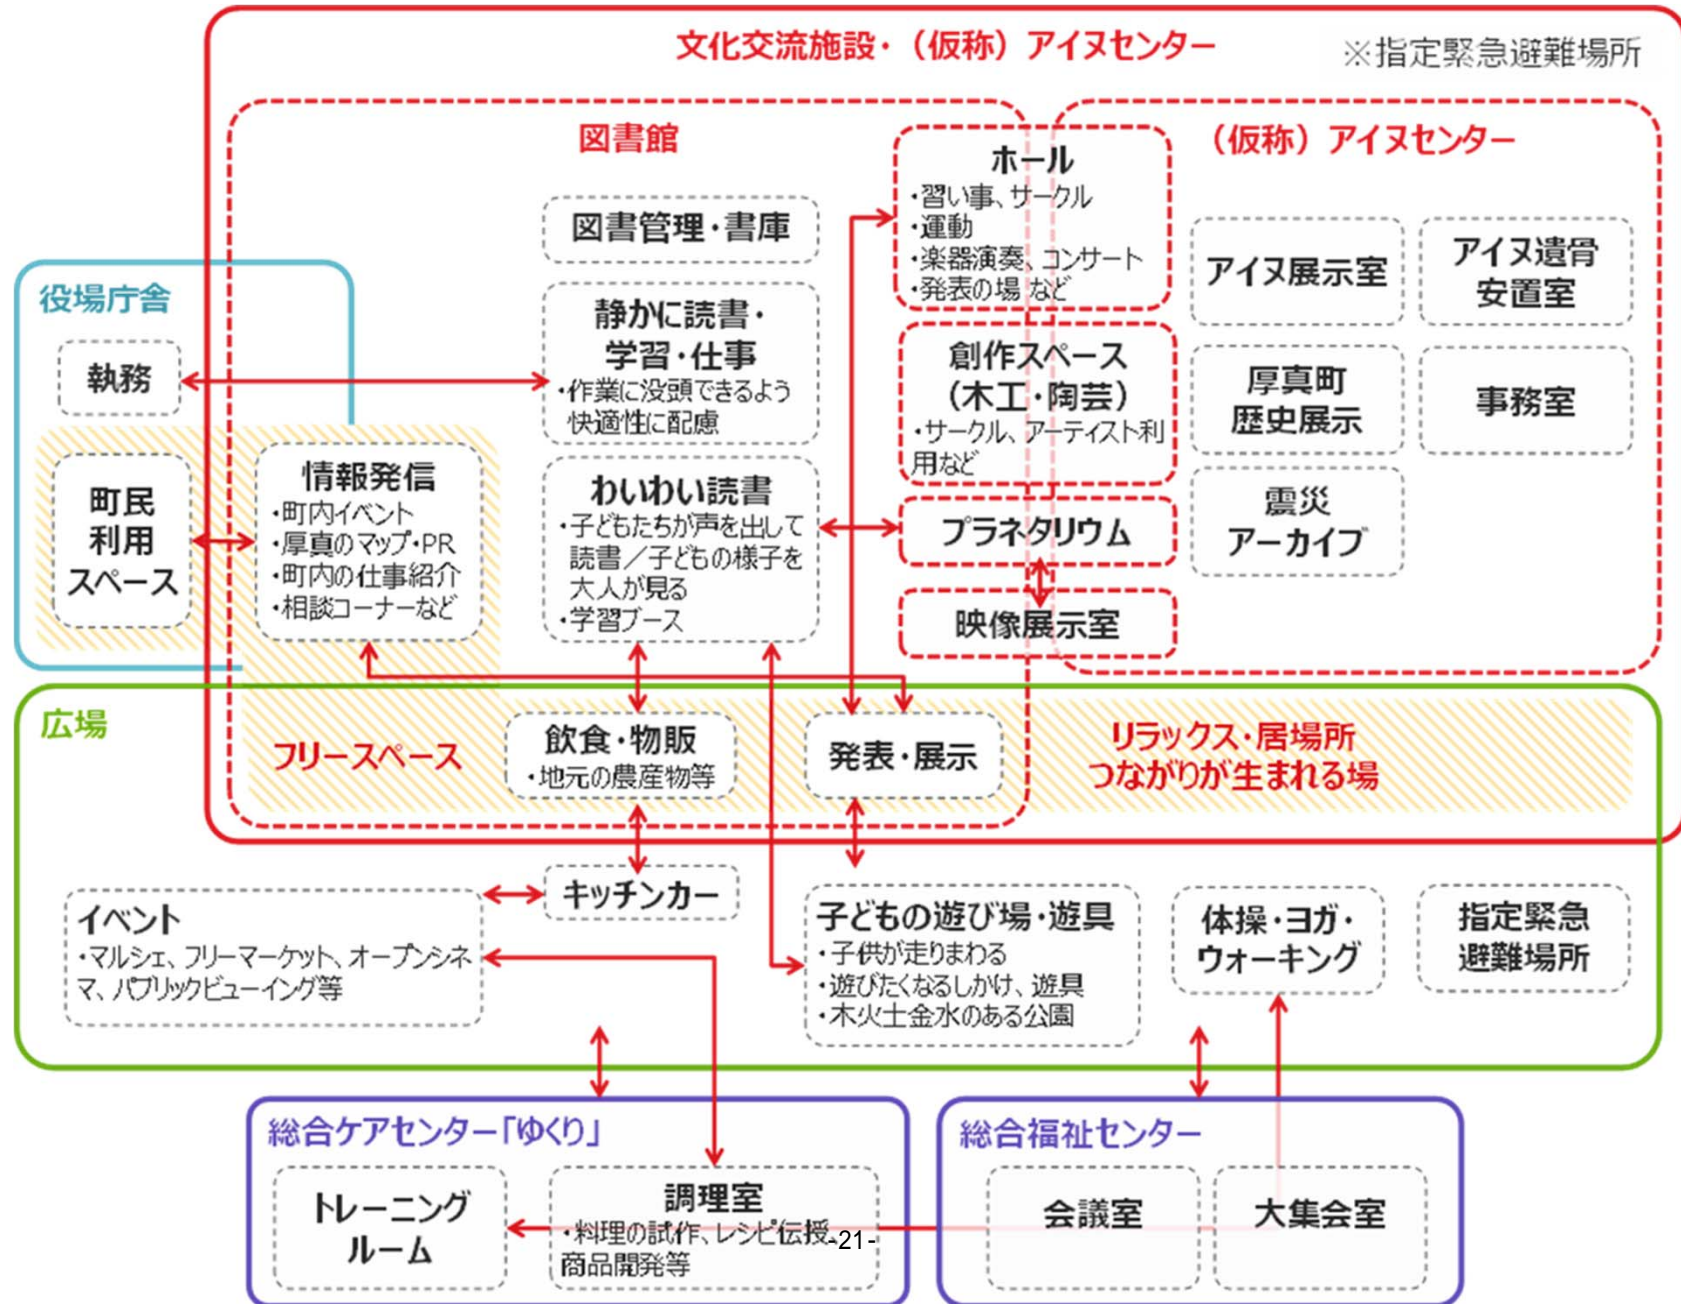 文化交流施設・（仮称）アイヌセンター
※指定緊急避難場所
図書館
（仮称）アイヌセンター
図書管理・書庫
静かに読書・
学習・仕事
・作業に没頭できるよう
快適性に配慮
わいわい読書
・子どもたちが声を出して
読書／子どもの様子を
大人が見る
・学習ブース
ホール
・習い事、サークル
・運動
・楽器演奏、コンサート
・発表の場 など
創作スペース
（木工・陶芸）
・サークル、アーティスト利
用など
プラネタリウム
映像展示室
アイヌ展示室
アイヌ遺骨
安置室
厚真町
歴史展示
事務室
震災
アーカイブ
役場庁舎
執務
町民
利用
スペース
情報発信
・町内イベント
・厚真のマップ・PR
・町内の仕事紹介
・相談コーナーなど
広場
フリースペース
飲食・物販
・地元の農産物等
発表・展示
リラックス・居場所
つながりが生まれる場
キッチンカー
イベント
・マルシェ、フリーマーケット、オープンシネ
マ、パブリックビューイング等
子どもの遊び場・遊具
・子供が走りまわる
・遊びたくなるしかけ、遊具
・木火土金水のある公園
体操・ヨガ・
ウォーキング
指定緊急
避難場所
総合ケアセンター「ゆくり」
トレーニング
ルーム
調理室
・料理の試作、レシピ伝授
商品開発等
総合福祉センター
会議室
大集会室
-21-